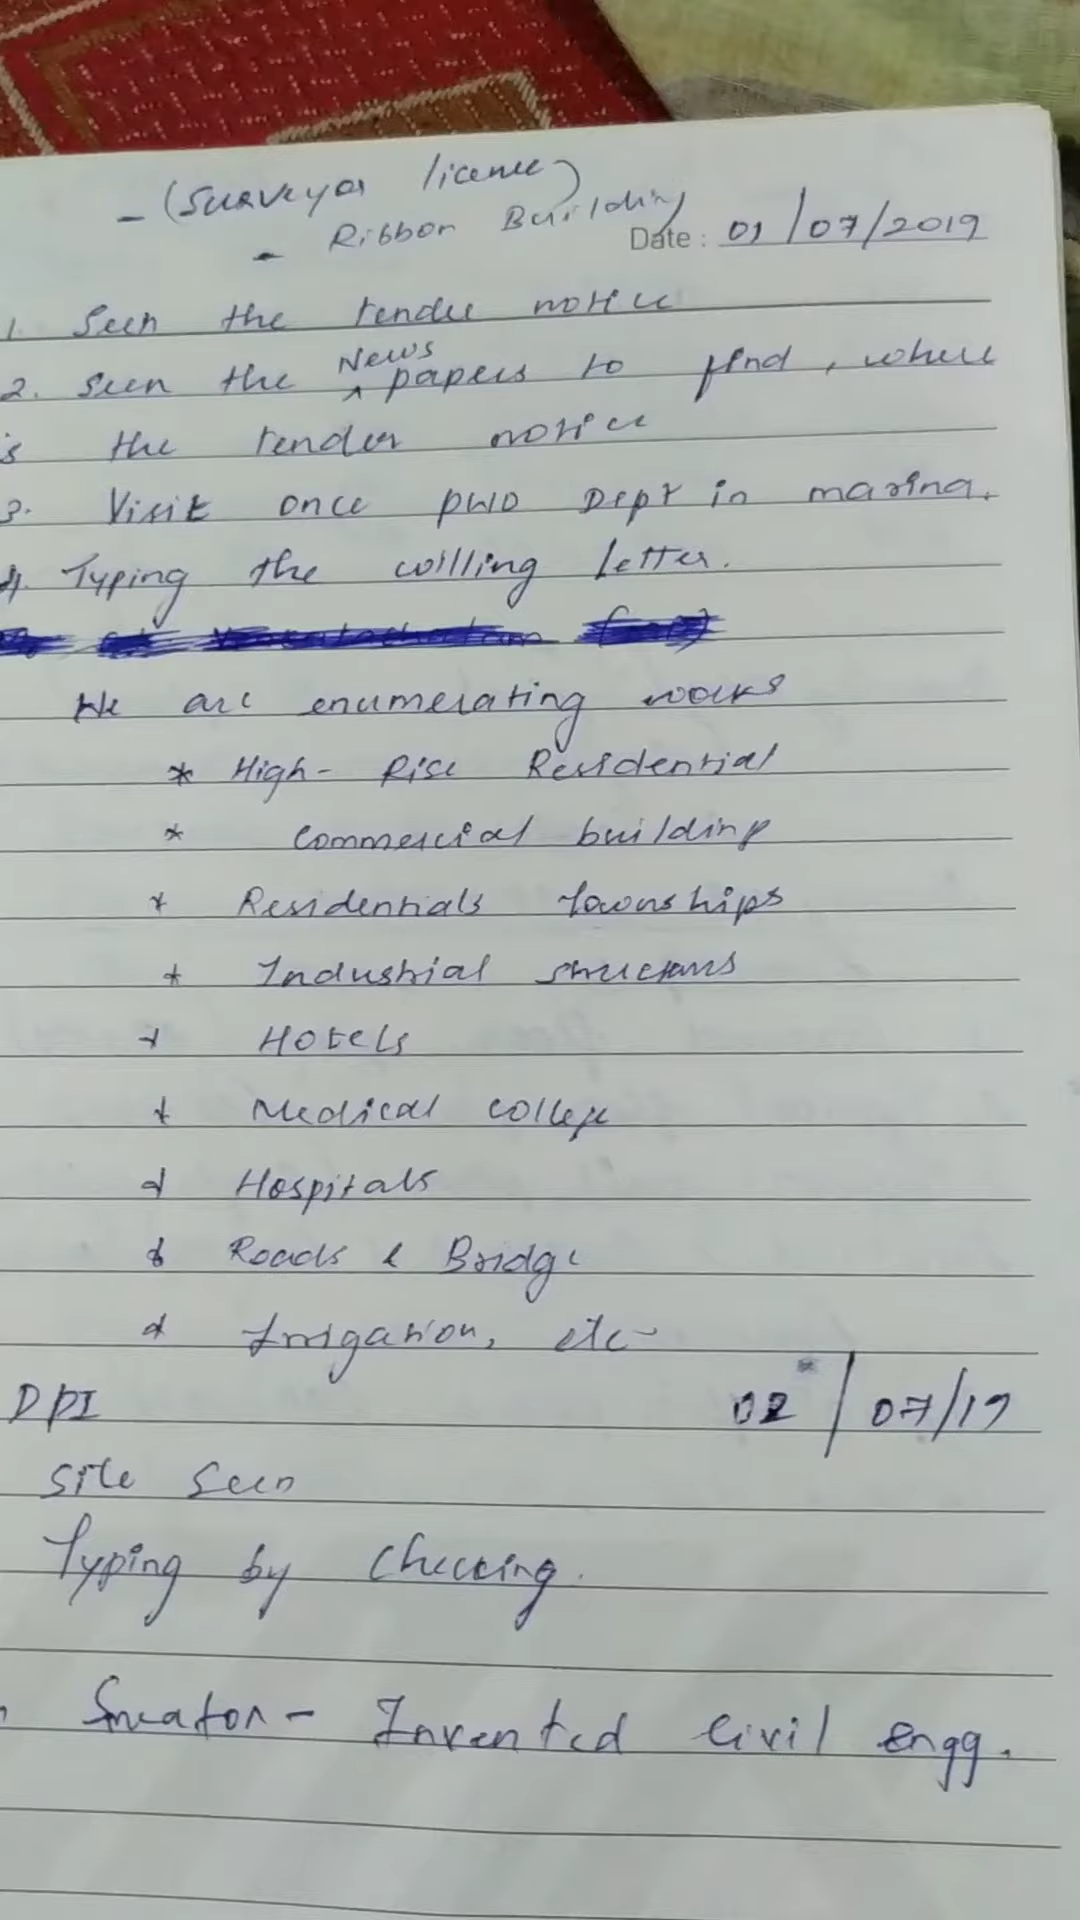 - (Surveyor licence)
- Ribbon Building
Date : 01/07/2019
1. Seen the tender notice
2. Seen the News papers to find, where
is the tender notice
3. Visit once PWD Dept in marina.
4. Typing the willing letter.
We are enumerating works
* High- Rise Residential
* Commercial building
* Residentials townships
* Industrial structures
* Hotels
* Medical college
* Hospitals
* Roads & Bridge
* Irrigation, etc-
DPI 02/07/19
Site Seen
Typing by checking.
Smeaton - Invented Civil Engg.